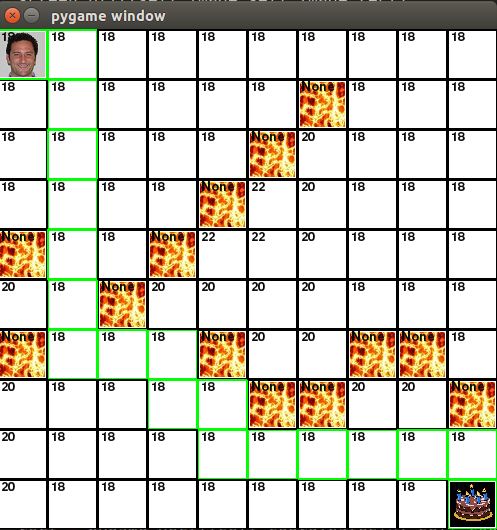 pygame window
18 18 18 18 18 18 18 18 18 18
18 18 18 18 18 18 None 18 18 18
18 18 18 18 18 None 20 18 18 18
18 18 18 18 None 22 20 18 18 18
None 18 18 None 22 22 20 18 18 18
20 18 None 20 20 20 20 18 18 18
None 18 18 18 None 20 20 None None 18
20 18 18 18 18 None None 20 20 None
20 18 18 18 18 18 18 18 18 18
20 18 18 18 18 18 18 18 18